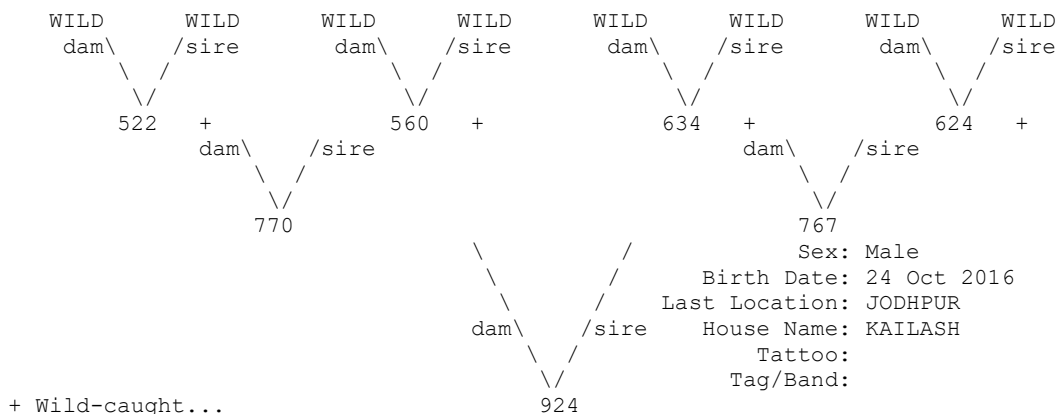 WILD WILD WILD WILD WILD WILD WILD WILD
dam\ /sire dam\ /sire dam\ /sire dam\ /sire
\ / \ / \ / \ /
\/ \/ \/ \/
522 + 560 + 634 + 624 +
dam\ /sire dam\ /sire
\ / \ /
\/ \/
770 767
\ / Sex: Male
\ / Birth Date: 24 Oct 2016
\ / Last Location: JODHPUR
dam\ /sire House Name: KAILASH
\ / Tattoo:
\/ Tag/Band:
+ Wild-caught... 924